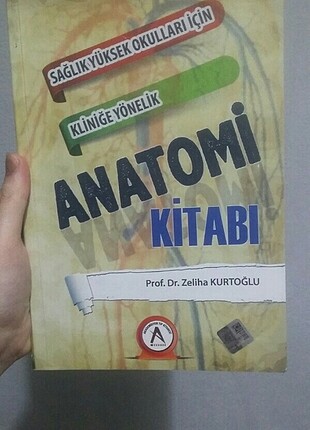 SAĞLIK YÜKSEK OKULLARI İÇİN
KLİNİĞE YÖNELİK
ANATOMİ
KİTABI
Prof. Dr. Zeliha KURTOĞLU